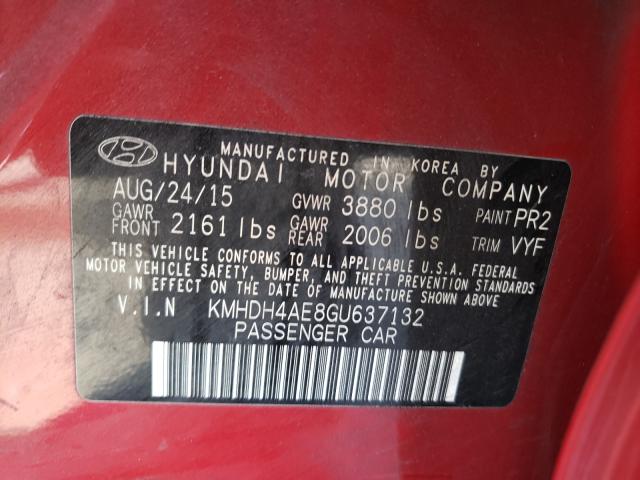 MANUFACTURED IN KOREA BY
HYUNDAI MOTOR COMPANY
AUG/24/15 GVWR 3880 lbs PAINT PR2
GAWR FRONT 2161 lbs GAWR REAR 2006 lbs TRIM VYF
THIS VEHICLE CONFORMS TO ALL APPLICABLE U.S.A. FEDERAL
MOTOR VEHICLE SAFETY, BUMPER, AND THEFT PREVENTION STANDARDS
IN EFFECT ON THE DATE OF MANUFACTURE SHOWN ABOVE
V.I.N KMHDH4AE8GU637132
PASSENGER CAR